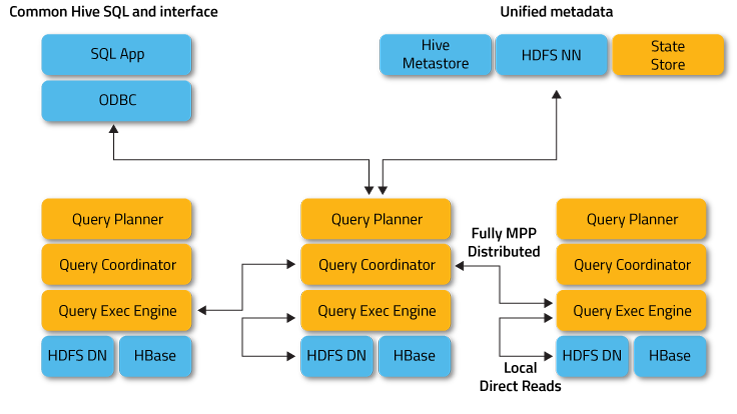 Common Hive SQL and interface
Unified metadata
SQL App
ODBC
Hive
Metastore
HDFS NN
State
Store
Query Planner
Query Coordinator
Query Exec Engine
HDFS DN
HBase
Query Planner
Query Coordinator
Query Exec Engine
HDFS DN
HBase
Fully MPP
Distributed
Local
Direct Reads
Query Planner
Query Coordinator
Query Exec Engine
HDFS DN
HBase